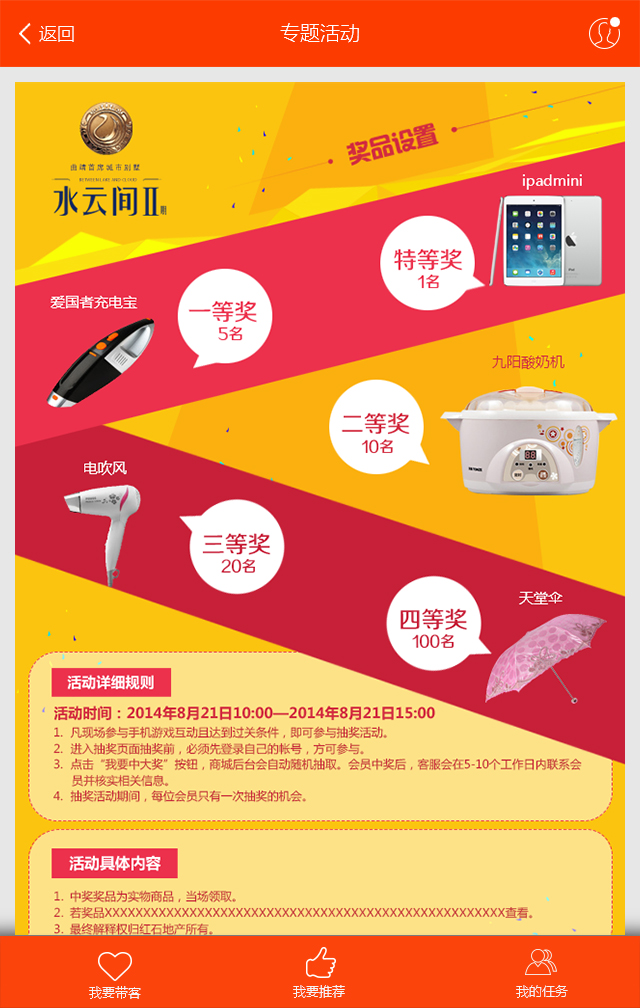 返回
专题活动
曲靖首席城市别墅
BETWEEN LAKE AND CLOUD
水云间II期
奖品设置
ipadmini
特等奖
1名
爱国者充电宝
一等奖
5名
九阳酸奶机
二等奖
10名
电吹风
三等奖
20名
天堂伞
四等奖
100名
活动详细规则
活动时间：2014年8月21日10:00—2014年8月21日15:00
1. 凡现场参与手机游戏互动且达到过关条件，即可参与抽奖活动。
2. 进入抽奖页面抽奖前，必须先登录自己的帐号，方可参与。
3. 点击“我要中大奖”按钮，商城后台会自动随机抽取。会员中奖后，客服会在5-10个工作日内联系会
员并核实相关信息。
4. 抽奖活动期间，每位会员只有一次抽奖的机会。
活动具体内容
1. 中奖奖品为实物商品，当场领取。
2. 若奖品XXXXXXXXXXXXXXXXXXXXXXXXXXXXXXXXXXXXXXXXXXXXXXXXXXXX查看。
3. 最终解释权归红石地产所有。
我要带客
我要推荐
我的任务